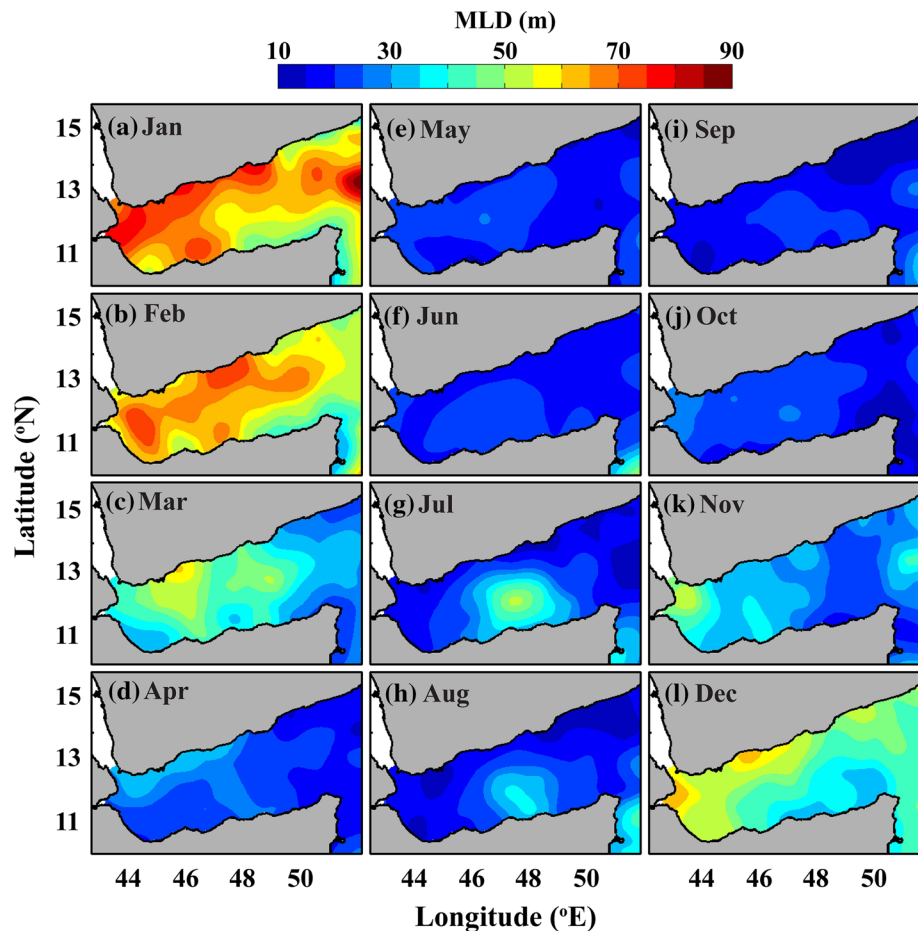 MLD (m)
10 30 50 70 90
(a) Jan
(e) May
(i) Sep
15
13
11
(b) Feb
(f) Jun
(j) Oct
15
13
11
(c) Mar
(g) Jul
(k) Nov
15
13
11
(d) Apr
(h) Aug
(l) Dec
15
13
11
Latitude (°N)
44 46 48 50
44 46 48 50
44 46 48 50
Longitude (°E)